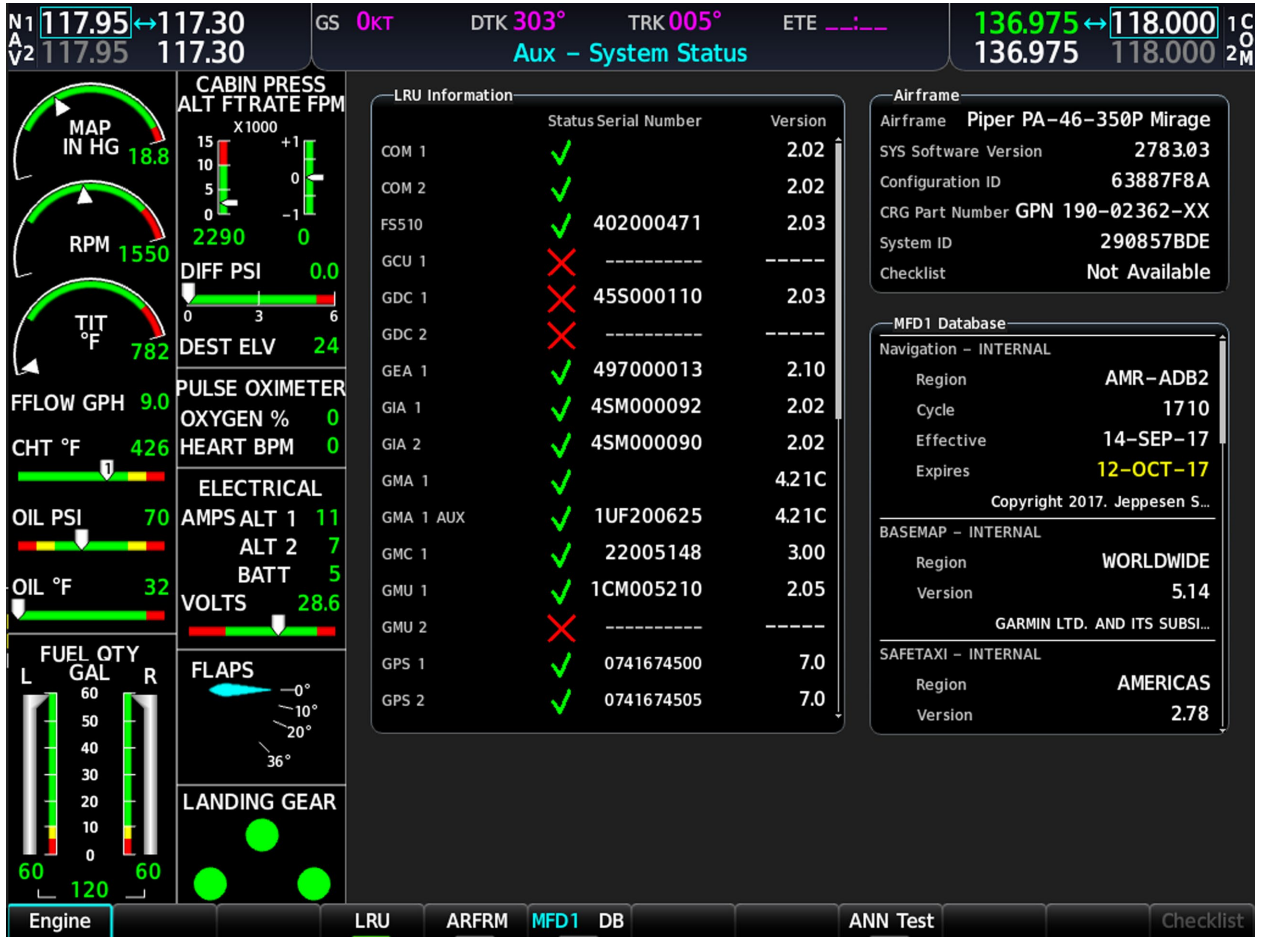 N1 117.95↔117.30 GS 0KT DTK 303° TRK 005° ETE __:__ 136.975↔118.000 1 C
A O
V2 117.95 117.30 Aux – System Status 136.975 118.000 2 M
MAP
IN HG 18.8
RPM 1550
TIT
°F 782
FFLOW GPH 9.0
CHT °F 426
1
OIL PSI 70
OIL °F 32
FUEL QTY
L GAL R
60
50
40
30
20
10
0
60 60
120
CABIN PRESS
ALT FT RATE FPM
X1000
15 +1
10
5 0
0 –1
2290 0
DIFF PSI 0.0
0 3 6
DEST ELV 24
PULSE OXIMETER
OXYGEN % 0
HEART BPM 0
ELECTRICAL
AMPS ALT 1 11
ALT 2 7
BATT 5
VOLTS 28.6
FLAPS
0°
10°
20°
36°
LANDING GEAR
LRU Information
Status Serial Number Version
COM 1 2.02
COM 2 2.02
FS510 402000471 2.03
GCU 1 ---------- -----
GDC 1 45S000110 2.03
GDC 2 ---------- -----
GEA 1 497000013 2.10
GIA 1 4SM000092 2.02
GIA 2 4SM000090 2.02
GMA 1 4.21C
GMA 1 AUX 1UF200625 4.21C
GMC 1 22005148 3.00
GMU 1 1CM005210 2.05
GMU 2 ---------- -----
GPS 1 0741674500 7.0
GPS 2 0741674505 7.0
Airframe
Airframe Piper PA-46-350P Mirage
SYS Software Version 2783.03
Configuration ID 63887F8A
CRG Part Number GPN 190-02362-XX
System ID 290857BDE
Checklist Not Available
MFD1 Database
Navigation – INTERNAL
Region AMR-ADB2
Cycle 1710
Effective 14-SEP-17
Expires 12-OCT-17
Copyright 2017. Jeppesen S...
BASEMAP – INTERNAL
Region WORLDWIDE
Version 5.14
GARMIN LTD. AND ITS SUBSI...
SAFETAXI – INTERNAL
Region AMERICAS
Version 2.78
Engine LRU ARFRM MFD1 DB ANN Test Checklist